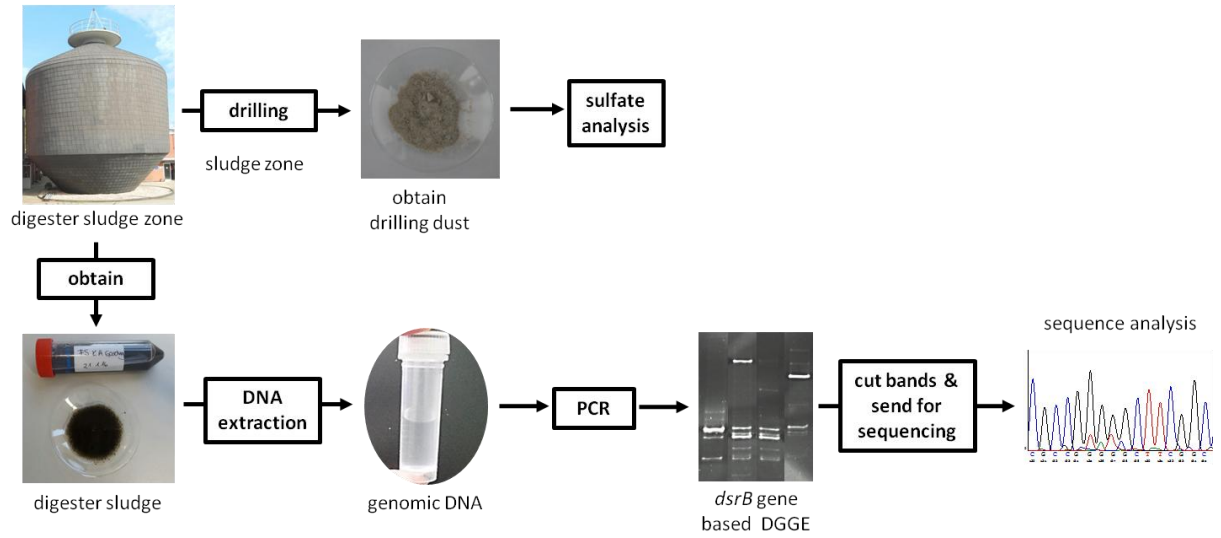 drilling
sludge zone
sulfate
analysis
obtain
drilling dust
digester sludge zone
obtain
digester sludge
DNA
extraction
genomic DNA
PCR
dsrB gene
based DGGE
cut bands &
send for
sequencing
sequence analysis